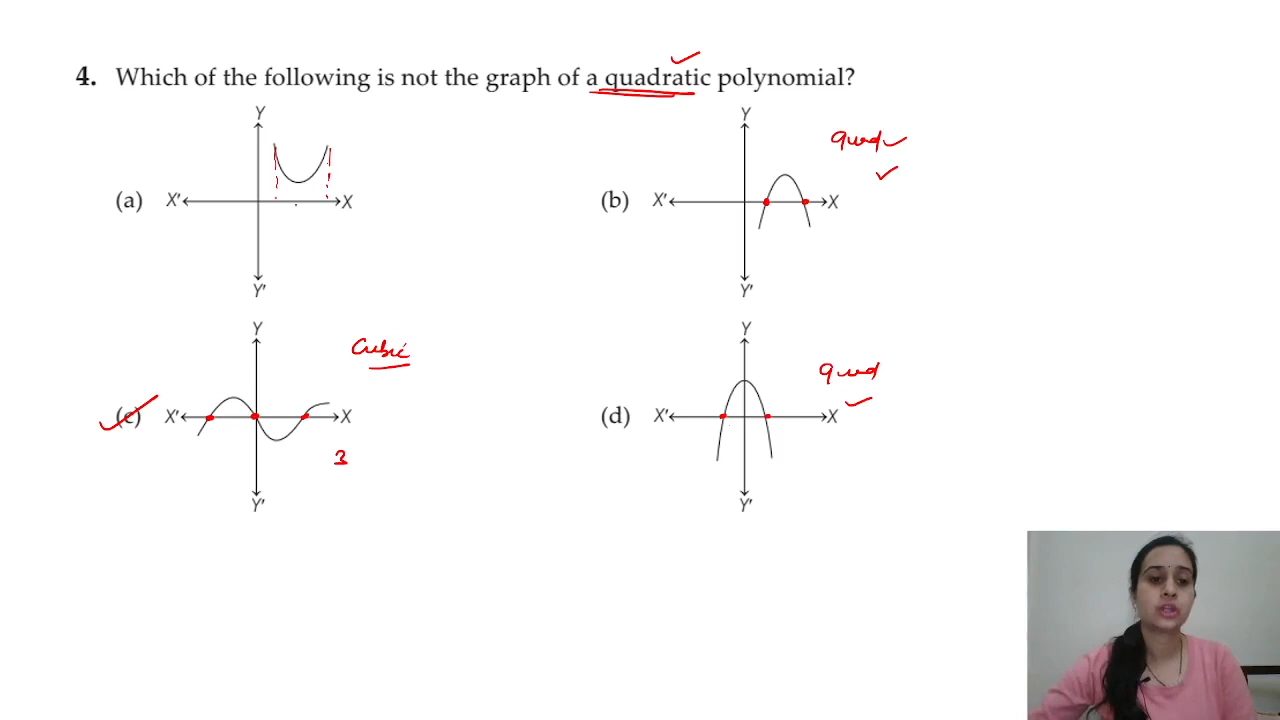 4. Which of the following is not the graph of a quadratic polynomial?
Y
(a) X' X
Y'
Y
quad
(b) X' X
Y'
Y
Cubic
(c) X' X
3
Y'
Y
quad
(d) X' X
Y'